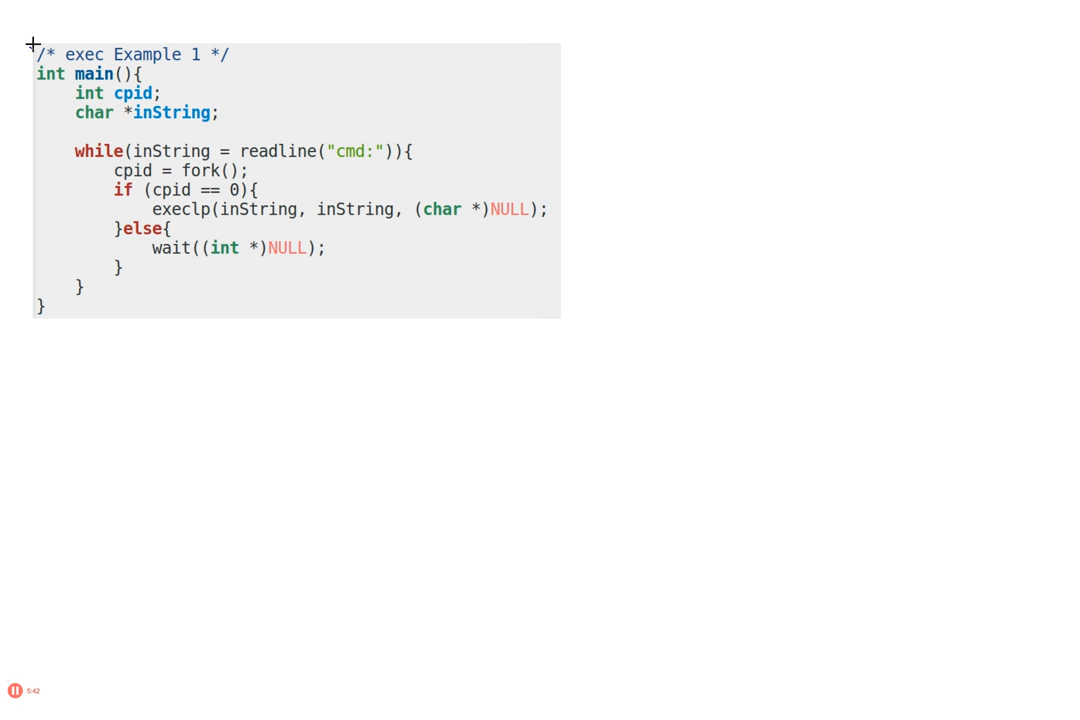 /* exec Example 1 */
int main(){
    int cpid;
    char *inString;

    while(inString = readline("cmd:")){
        cpid = fork();
        if (cpid == 0){
            execlp(inString, inString, (char *)NULL);
        }else{
            wait((int *)NULL);
        }
    }
}
5:42